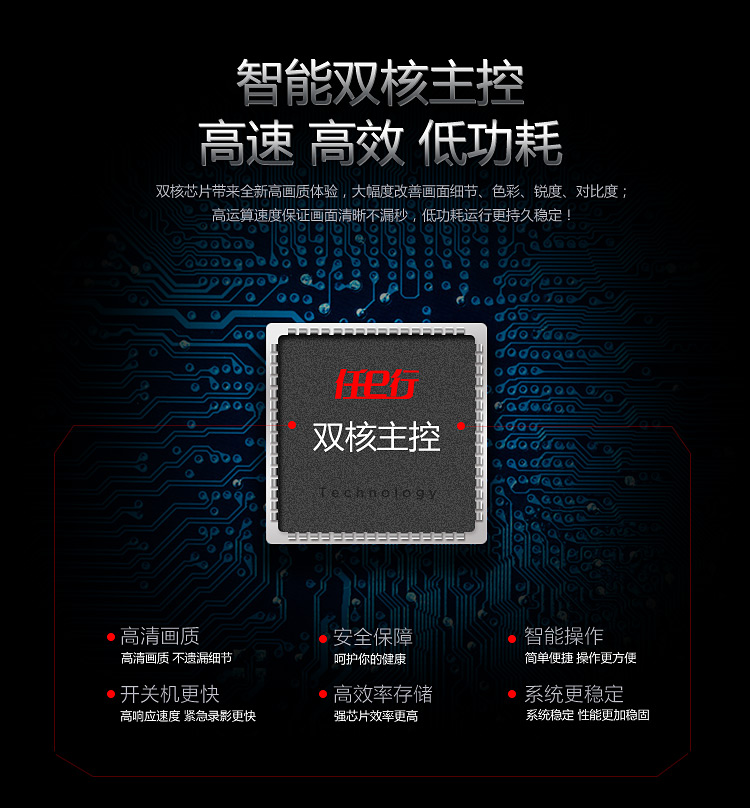 智能双核主控
高速 高效 低功耗
双核芯片带来全新高画质体验，大幅度改善画面细节、色彩、锐度、对比度；
高运算速度保证画面清晰不漏秒，低功耗运行更持久稳定！
任e行
双核主控
Technology
高清画质
高清画质 不遗漏细节
安全保障
呵护你的健康
智能操作
简单便捷 操作更方便
开关机更快
高响应速度 紧急录影更快
高效率存储
强芯片效率更高
系统更稳定
系统稳定 性能更加稳固